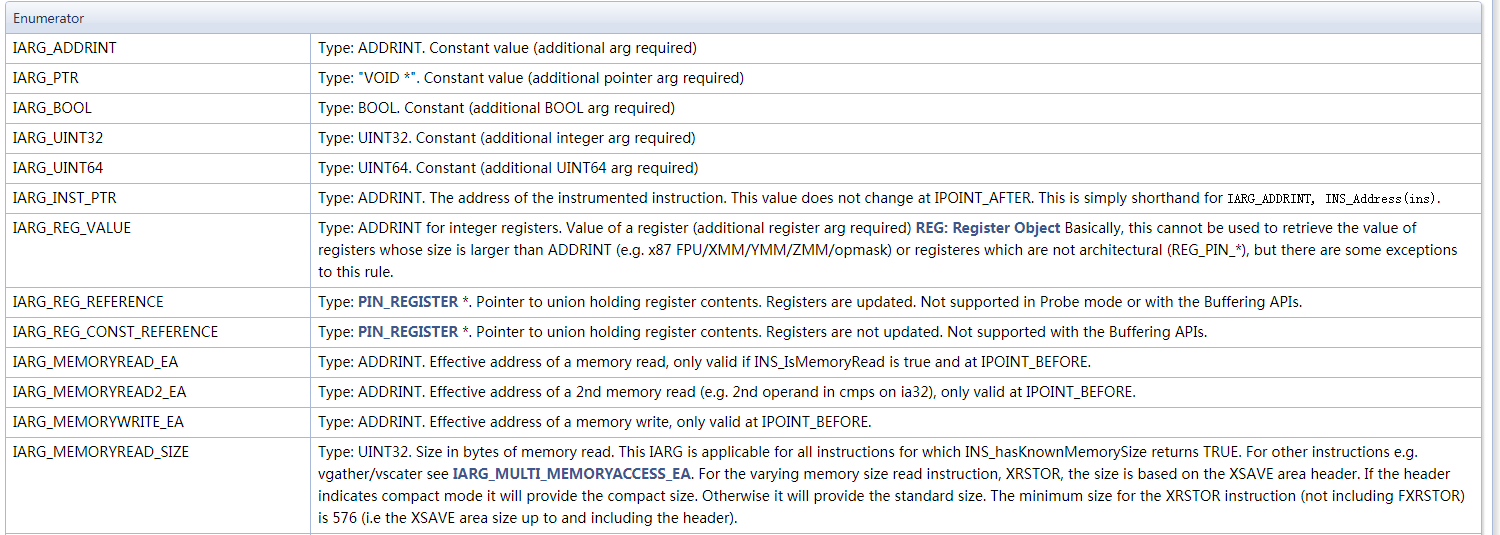 Enumerator
IARG_ADDRINT Type: ADDRINT. Constant value (additional arg required)
IARG_PTR Type: "VOID *". Constant value (additional pointer arg required)
IARG_BOOL Type: BOOL. Constant (additional BOOL arg required)
IARG_UINT32 Type: UINT32. Constant (additional integer arg required)
IARG_UINT64 Type: UINT64. Constant (additional UINT64 arg required)
IARG_INST_PTR Type: ADDRINT. The address of the instrumented instruction. This value does not change at IPOINT_AFTER. This is simply shorthand for IARG_ADDRINT, INS_Address(ins).
IARG_REG_VALUE Type: ADDRINT for integer registers. Value of a register (additional register arg required) REG: Register Object Basically, this cannot be used to retrieve the value of
registers whose size is larger than ADDRINT (e.g. x87 FPU/XMM/YMM/ZMM/opmask) or registeres which are not architectural (REG_PIN_*), but there are some exceptions
to this rule.
IARG_REG_REFERENCE Type: PIN_REGISTER *. Pointer to union holding register contents. Registers are updated. Not supported in Probe mode or with the Buffering APIs.
IARG_REG_CONST_REFERENCE Type: PIN_REGISTER *. Pointer to union holding register contents. Registers are not updated. Not supported with the Buffering APIs.
IARG_MEMORYREAD_EA Type: ADDRINT. Effective address of a memory read, only valid if INS_IsMemoryRead is true and at IPOINT_BEFORE.
IARG_MEMORYREAD2_EA Type: ADDRINT. Effective address of a 2nd memory read (e.g. 2nd operand in cmps on ia32), only valid at IPOINT_BEFORE.
IARG_MEMORYWRITE_EA Type: ADDRINT. Effective address of a memory write, only valid at IPOINT_BEFORE.
IARG_MEMORYREAD_SIZE Type: UINT32. Size in bytes of memory read. This IARG is applicable for all instructions for which INS_hasKnownMemorySize returns TRUE. For other instructions e.g.
vgather/vscater see IARG_MULTI_MEMORYACCESS_EA. For the varying memory size read instruction, XRSTOR, the size is based on the XSAVE area header. If the header
indicates compact mode it will provide the compact size. Otherwise it will provide the standard size. The minimum size for the XRSTOR instruction (not including FXRSTOR)
is 576 (i.e the XSAVE area size up to and including the header).